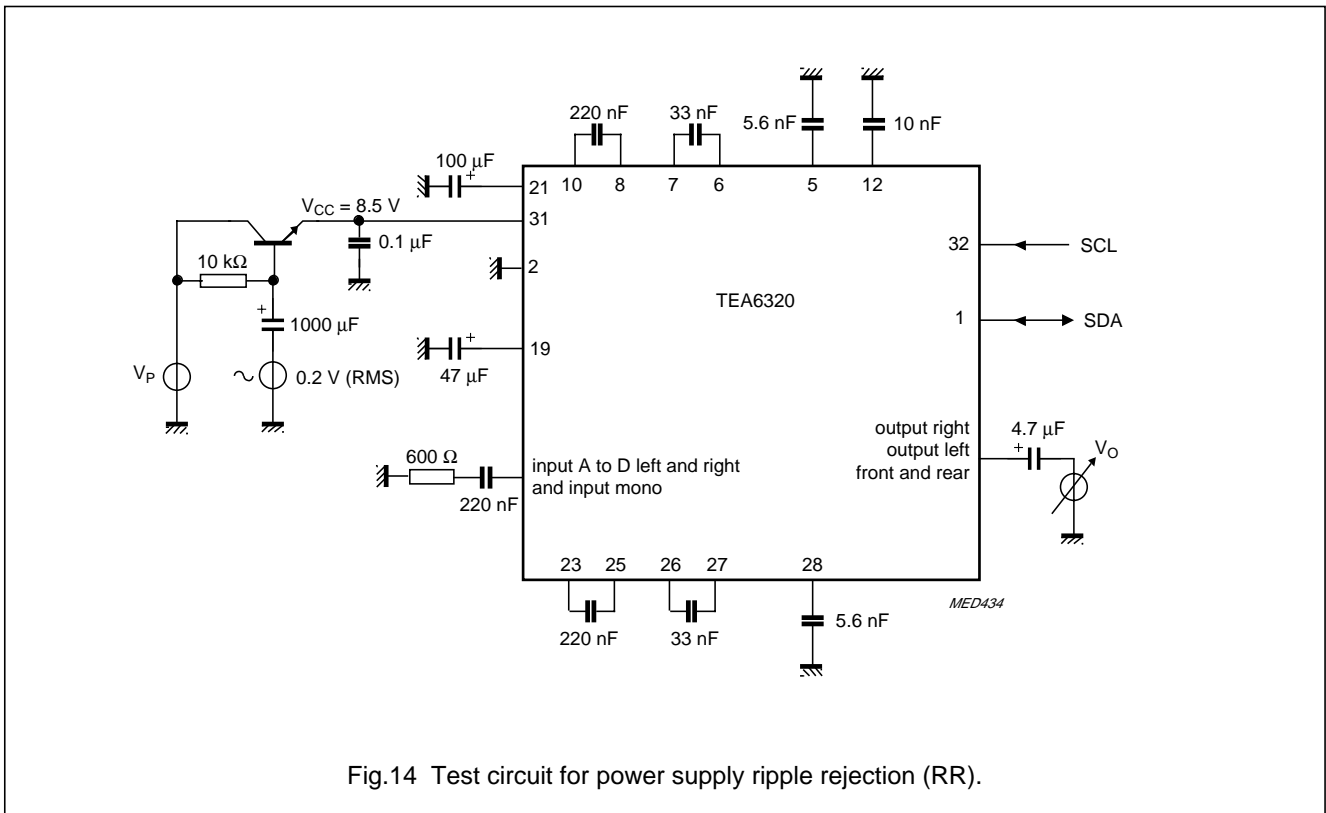 220 nF
33 nF
5.6 nF
10 nF
100 μF
+
21
10
8
7
6
5
12
V_CC = 8.5 V
31
0.1 μF
32
SCL
10 kΩ
2
TEA6320
+
1000 μF
1
SDA
+
19
V_P
0.2 V (RMS)
47 μF
output right
output left
front and rear
4.7 μF
+
V_O
600 Ω
input A to D left and right
and input mono
220 nF
23
25
26
27
28
MED434
220 nF
33 nF
5.6 nF
Fig.14 Test circuit for power supply ripple rejection (RR).